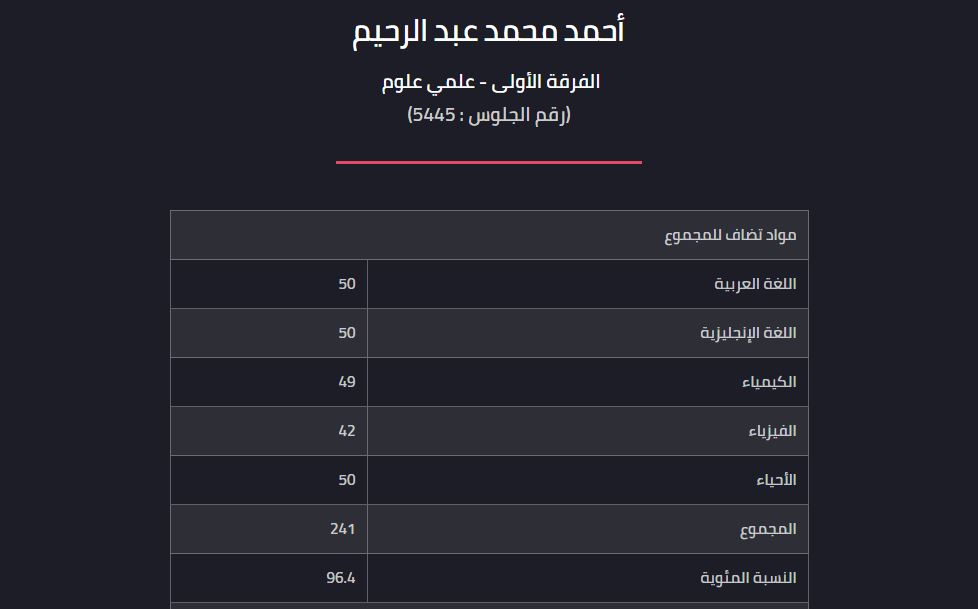 أحمد محمد عبد الرحيم
الفرقة الأولى - علمي علوم
(رقم الجلوس : 5445)
مواد تضاف للمجموع
اللغة العربية 50
اللغة الإنجليزية 50
الكيمياء 49
الفيزياء 42
الأحياء 50
المجموع 241
النسبة المئوية 96.4